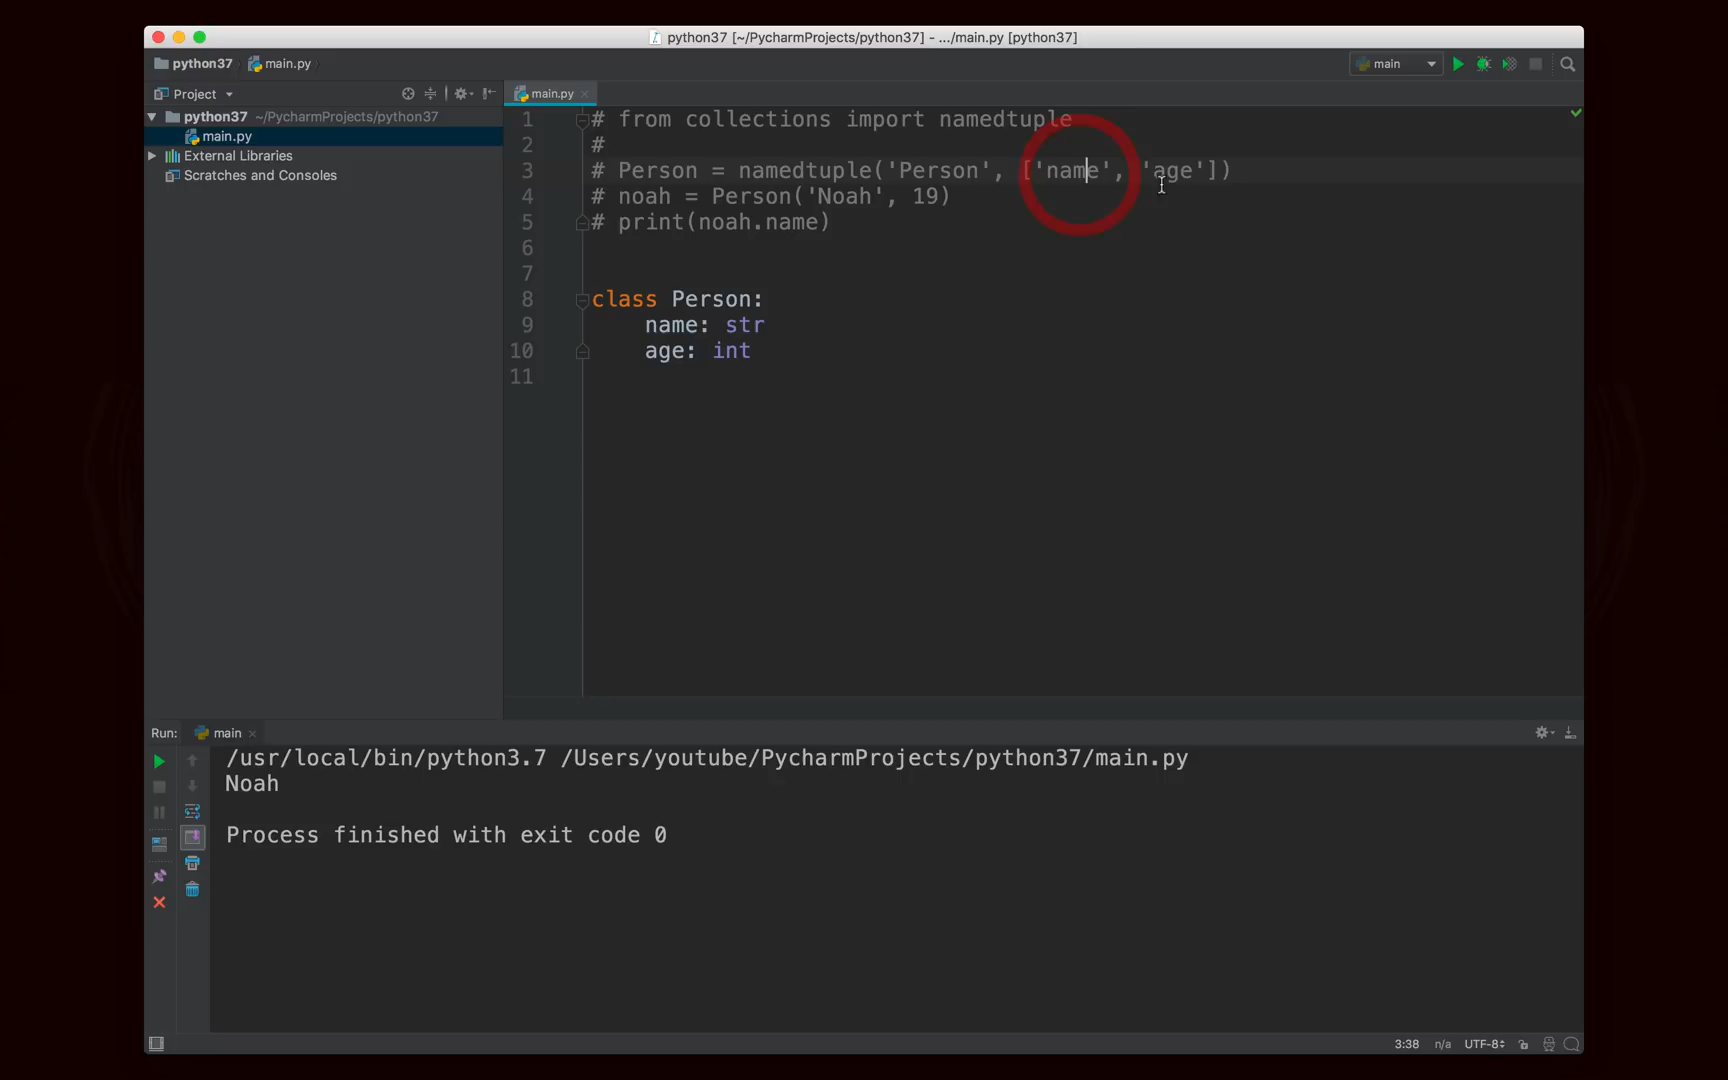 python37 [~/PycharmProjects/python37] - .../main.py [python37]
python37 main.py main
Project main.py
python37 ~/PycharmProjects/python37
main.py
External Libraries
Scratches and Consoles
1 # from collections import namedtuple
2 #
3 # Person = namedtuple('Person', ['name', 'age'])
4 # noah = Person('Noah', 19)
5 # print(noah.name)
6
7
8 class Person:
9 name: str
10 age: int
11
Run: main
/usr/local/bin/python3.7 /Users/youtube/PycharmProjects/python37/main.py
Noah
Process finished with exit code 0
3:38 n/a UTF-8